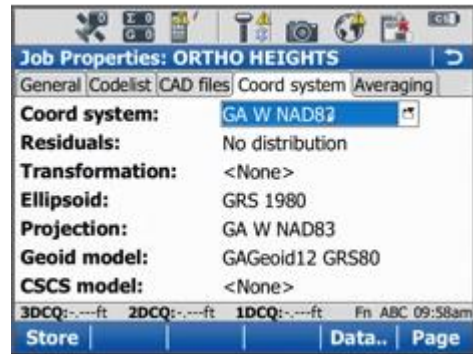 Σ 0
G 0
Job Properties: ORTHO HEIGHTS
General Codelist CAD files Coord system Averaging
Coord system: GA W NAD83
Residuals: No distribution
Transformation: <None>
Ellipsoid: GRS 1980
Projection: GA W NAD83
Geoid model: GAGeoid12 GRS80
CSCS model: <None>
3DCQ:-.---ft 2DCQ:-.---ft 1DCQ:-.---ft Fn ABC 09:58am
Store Data.. Page